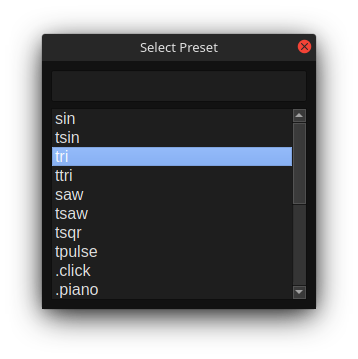 Select Preset
sin
tsin
tri
ttri
saw
tsaw
tsqr
tpulse
.click
.piano